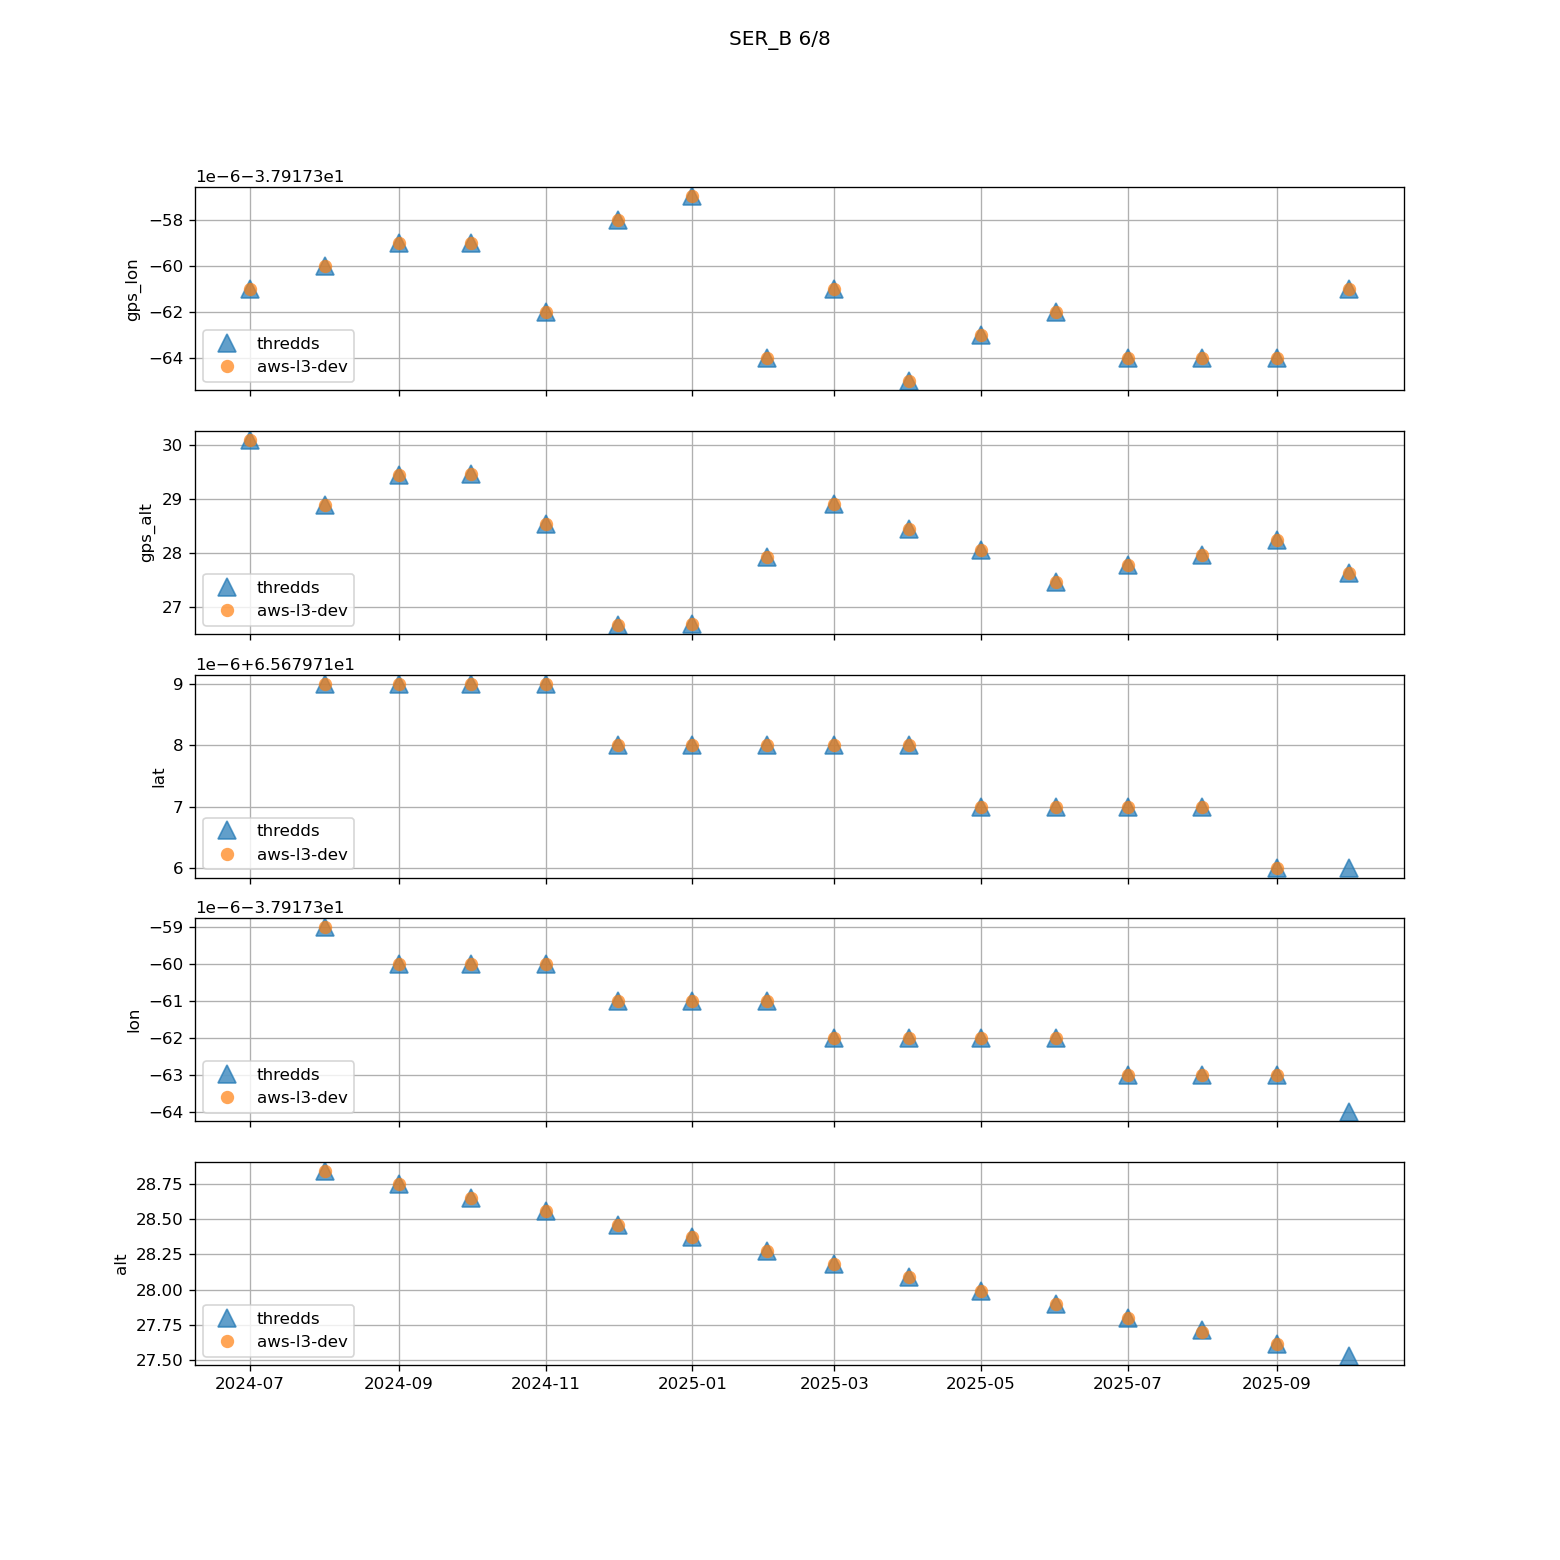 SER_B 6/8
1e−6−3.79173e1
−58
−60
−62
−64
gps_lon
thredds
aws-l3-dev
30
29
28
27
gps_alt
thredds
aws-l3-dev
1e−6+6.567971e1
9
8
7
6
lat
thredds
aws-l3-dev
1e−6−3.79173e1
−59
−60
−61
−62
−63
−64
lon
thredds
aws-l3-dev
28.75
28.50
28.25
28.00
27.75
27.50
alt
thredds
aws-l3-dev
2024-07 2024-09 2024-11 2025-01 2025-03 2025-05 2025-07 2025-09